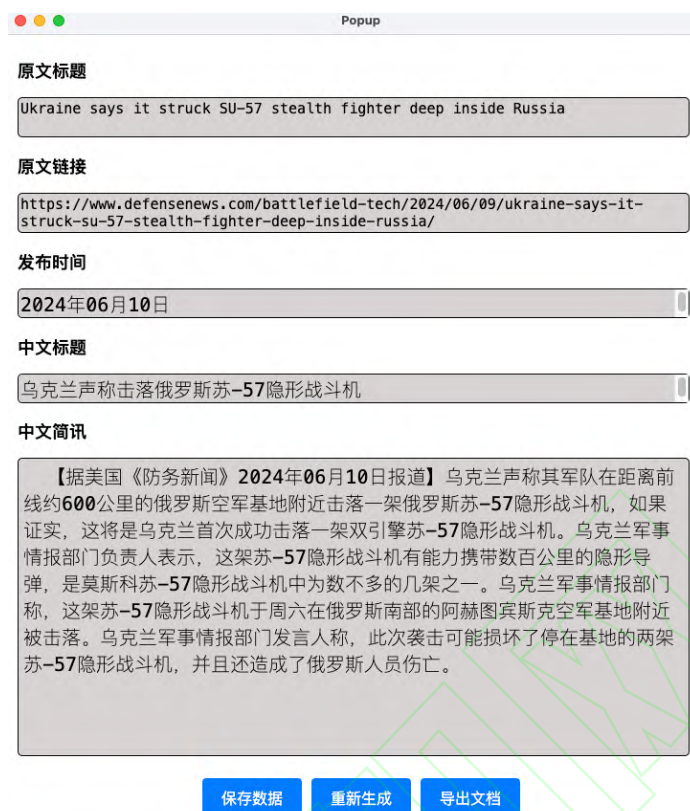 Popup
原文标题
Ukraine says it struck SU-57 stealth fighter deep inside Russia
原文链接
https://www.defensenews.com/battlefield-tech/2024/06/09/ukraine-says-it-
struck-su-57-stealth-fighter-deep-inside-russia/
发布时间
2024年06月10日
中文标题
乌克兰声称击落俄罗斯苏-57隐形战斗机
中文简讯
【据美国《防务新闻》2024年06月10日报道】乌克兰声称其军队在距离前
线约600公里的俄罗斯空军基地附近击落一架俄罗斯苏-57隐形战斗机，如果
证实，这将是乌克兰首次成功击落一架双引擎苏-57隐形战斗机。乌克兰军事
情报部门负责人表示，这架苏-57隐形战斗机有能力携带数百公里的隐形导
弹，是莫斯科苏-57隐形战斗机中为数不多的几架之一。乌克兰军事情报部门
称，这架苏-57隐形战斗机于周六在俄罗斯南部的阿赫图宾斯克空军基地附近
被击落。乌克兰军事情报部门发言人称，此次袭击可能损坏了停在基地的两架
苏-57隐形战斗机，并且还造成了俄罗斯人员伤亡。
保存数据 重新生成 导出文档